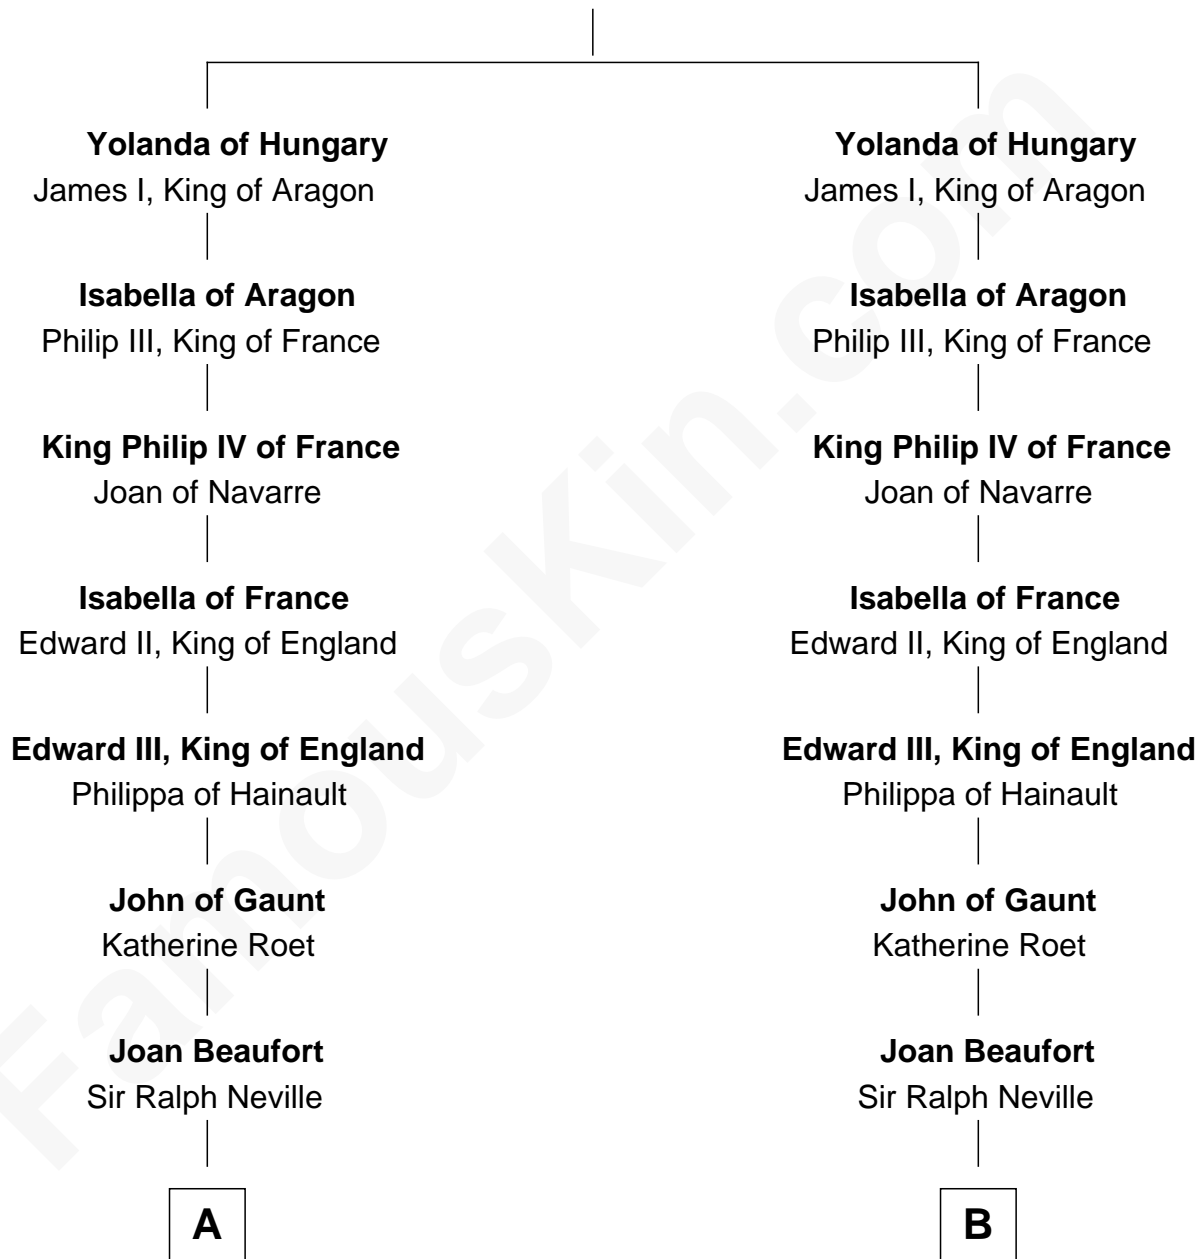 Yolanda of Hungary
James I, King of Aragon
Isabella of Aragon
Philip III, King of France
King Philip IV of France
Joan of Navarre
Isabella of France
Edward II, King of England
Edward III, King of England
Philippa of Hainault
John of Gaunt
Katherine Roet
Joan Beaufort
Sir Ralph Neville
A
Yolanda of Hungary
James I, King of Aragon
Isabella of Aragon
Philip III, King of France
King Philip IV of France
Joan of Navarre
Isabella of France
Edward II, King of England
Edward III, King of England
Philippa of Hainault
John of Gaunt
Katherine Roet
Joan Beaufort
Sir Ralph Neville
B
FamousKin.com